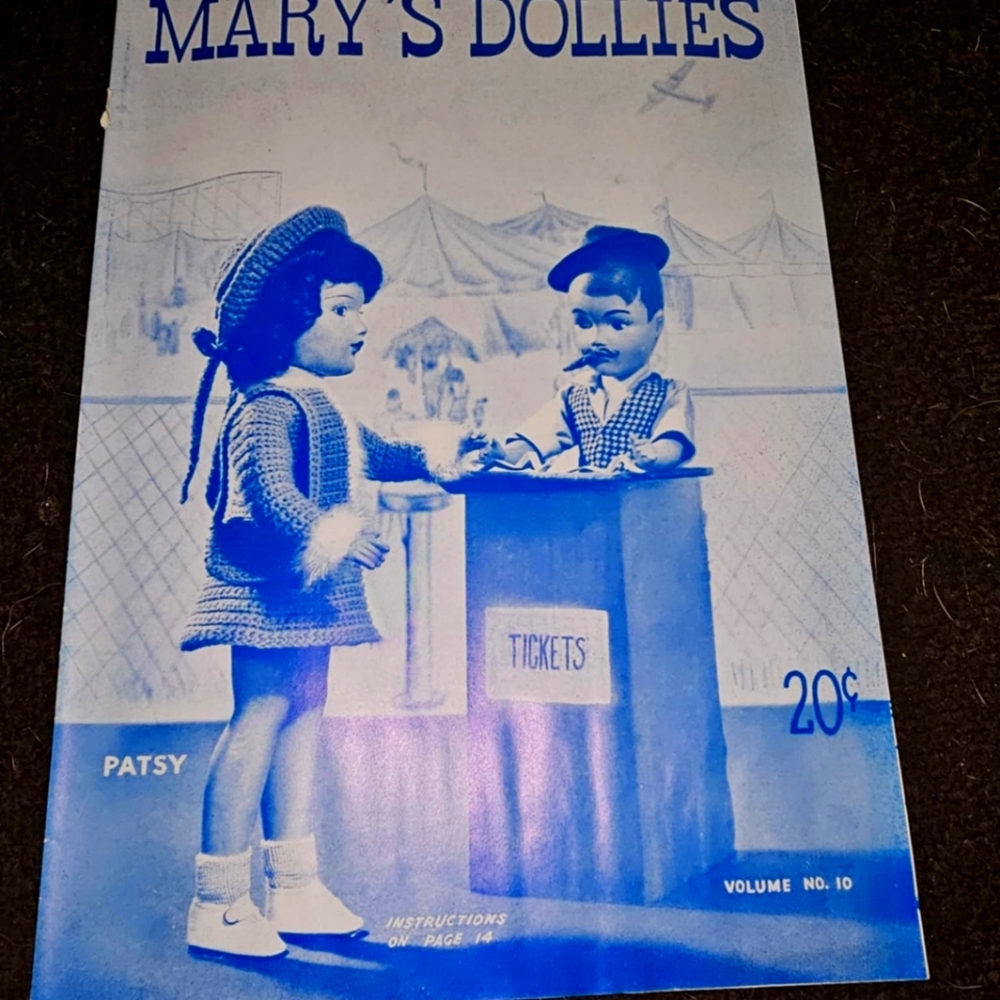 MARY'S DOLLIES
TICKETS
20¢
PATSY
VOLUME NO. 10
INSTRUCTIONS
ON PAGE 14